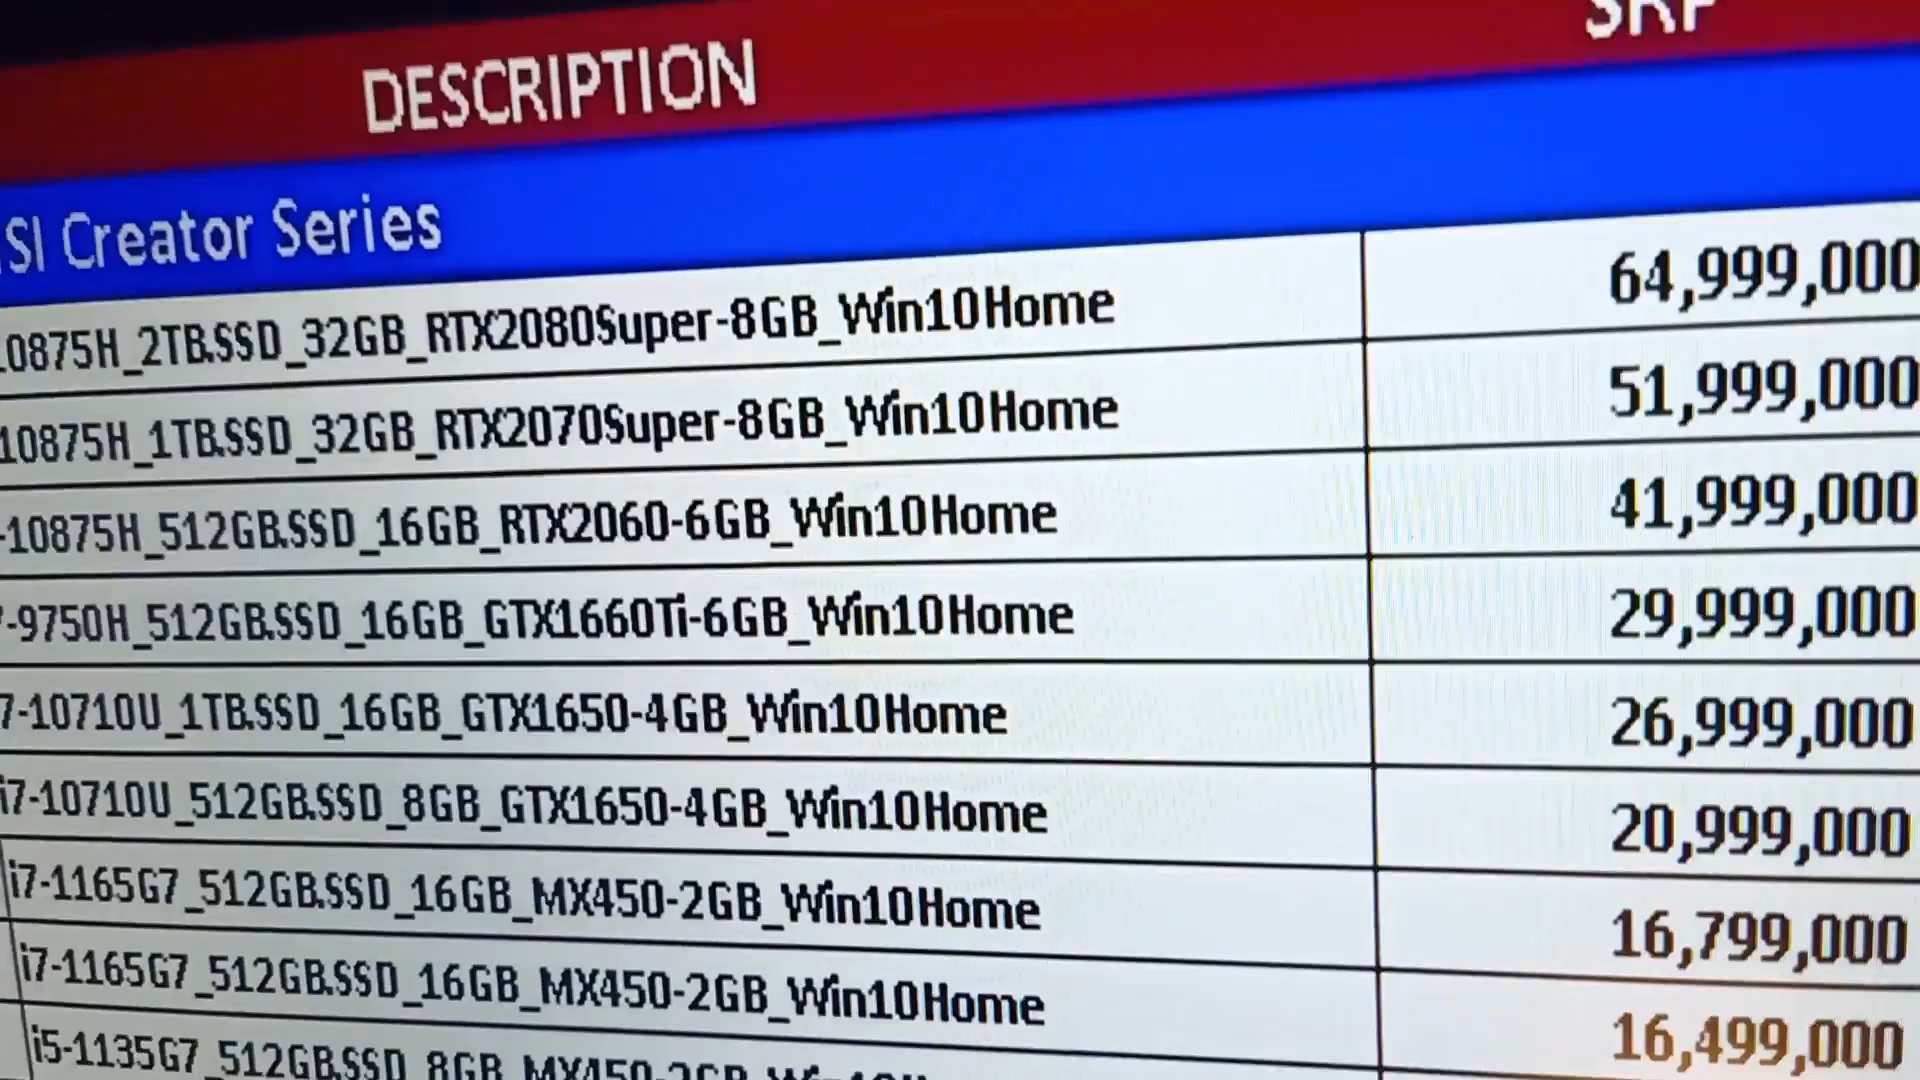 DESCRIPTION SRP
SI Creator Series
10875H_2TB.SSD_32GB_RTX2080Super-8GB_Win10Home 64,999,000
10875H_1TB.SSD_32GB_RTX2070Super-8GB_Win10Home 51,999,000
-10875H_512GB.SSD_16GB_RTX2060-6GB_Win10Home 41,999,000
-9750H_512GB.SSD_16GB_GTX1660Ti-6GB_Win10Home 29,999,000
7-10710U_1TB.SSD_16GB_GTX1650-4GB_Win10Home 26,999,000
i7-10710U_512GB.SSD_8GB_GTX1650-4GB_Win10Home 20,999,000
i7-1165G7_512GB.SSD_16GB_MX450-2GB_Win10Home 16,799,000
i7-1165G7_512GB.SSD_16GB_MX450-2GB_Win10Home 16,499,000
i5-1135G7_512GB.SSD_8GB_MX450-2GB